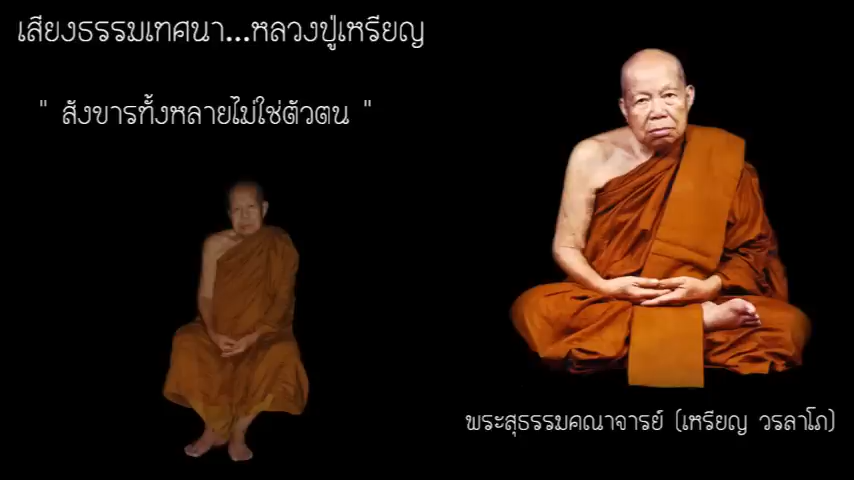 เสียงธรรมเทศนา...หลวงปู่เหรียญ
" สังขารทั้งหลายไม่ใช่ตัวตน "
พระสุธรรมคณาจารย์ (เหรียญ วรลาโภ)